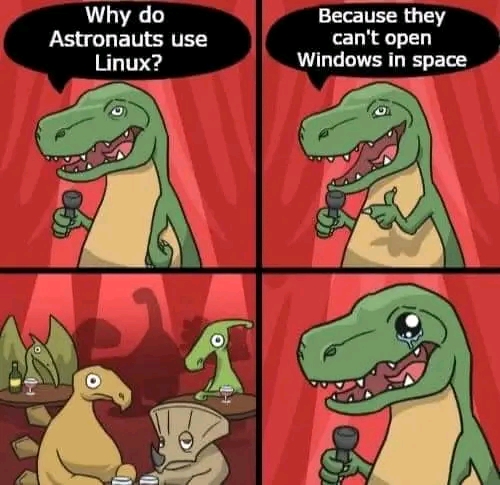 Why do
Astronauts use
Linux?
Because they
can't open
Windows in space